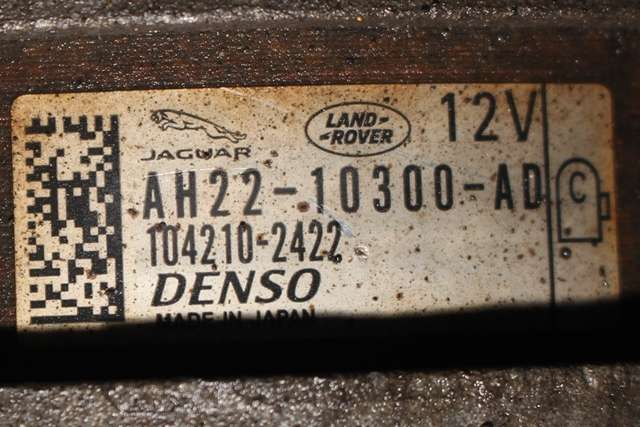 JAGUAR
LAND-ROVER
12V
AH22-10300-AD
C
104210-2422
DENSO
MADE IN JAPAN